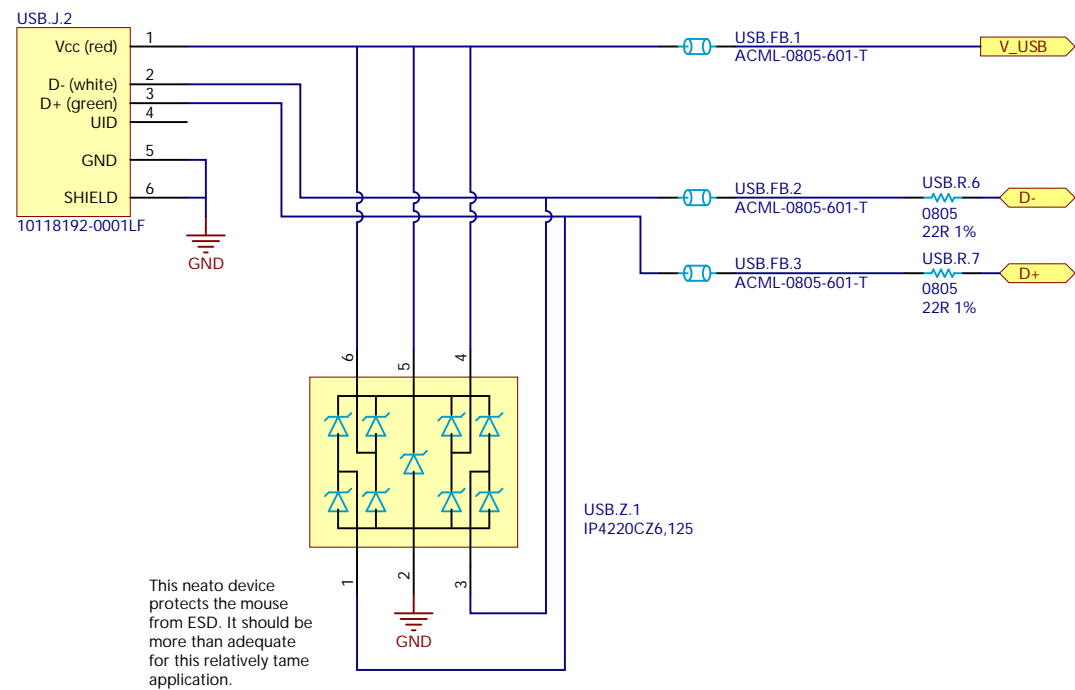 USB.J.2
Vcc (red)
1
D- (white)
2
D+ (green)
3
UID
4
GND
5
SHIELD
6
10118192-0001LF
GND
USB.FB.1
ACML-0805-601-T
V_USB
USB.FB.2
ACML-0805-601-T
USB.R.6
0805
22R 1%
D-
USB.FB.3
ACML-0805-601-T
USB.R.7
0805
22R 1%
D+
6
5
4
USB.Z.1
IP4220CZ6,125
1
2
3
GND
This neato device
protects the mouse
from ESD. It should be
more than adequate
for this relatively tame
application.